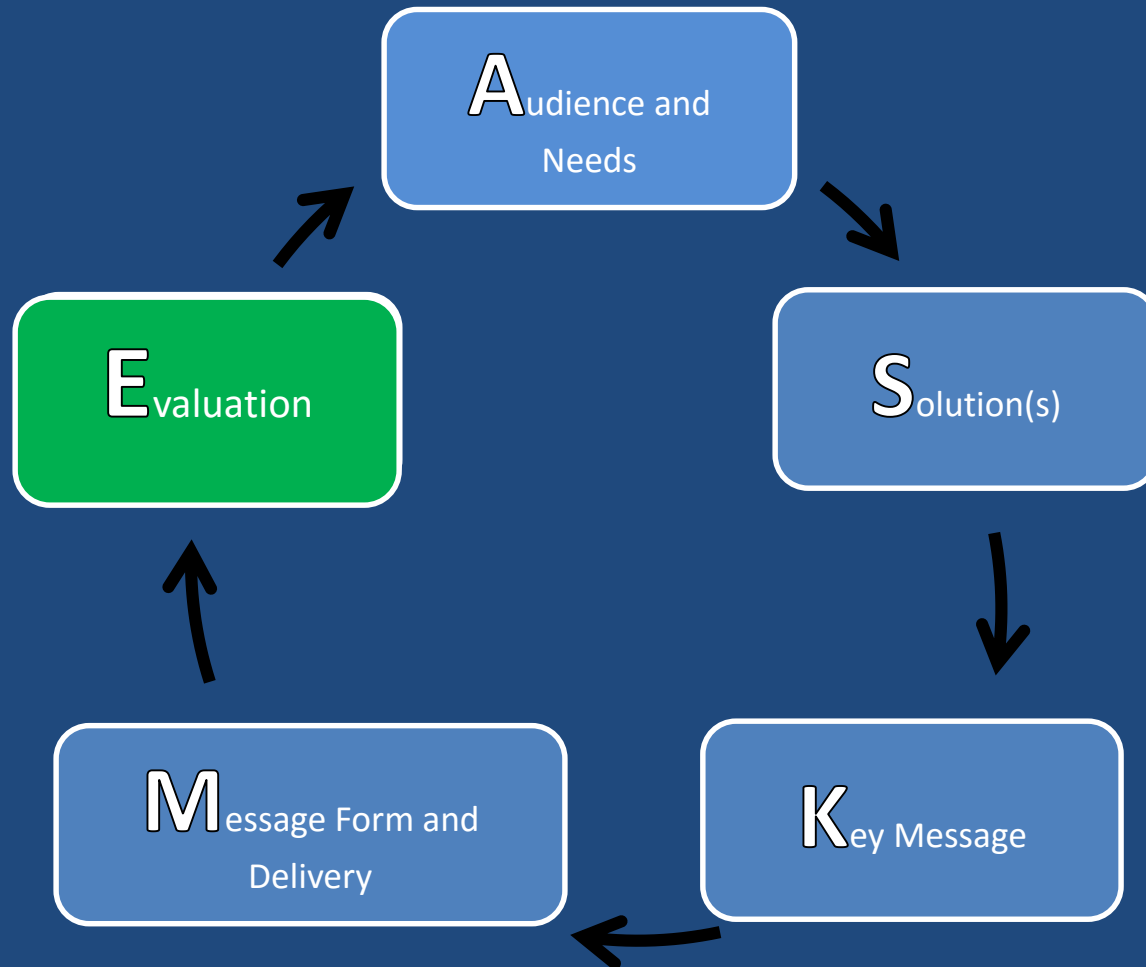 Audience and
Needs
Solution(s)
Key Message
Message Form and
Delivery
Evaluation